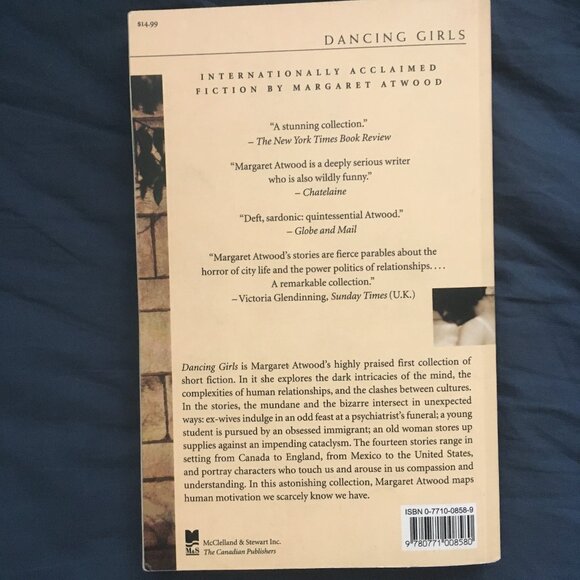 $14.99
DANCING GIRLS
INTERNATIONALLY ACCLAIMED
FICTION BY MARGARET ATWOOD
“A stunning collection.”
– The New York Times Book Review
“Margaret Atwood is a deeply serious writer
who is also wildly funny.”
– Chatelaine
“Deft, sardonic: quintessential Atwood.”
– Globe and Mail
“Margaret Atwood’s stories are fierce parables about the
horror of city life and the power politics of relationships. . . .
A remarkable collection.”
– Victoria Glendinning, Sunday Times (U.K.)
Dancing Girls is Margaret Atwood’s highly praised first collection of
short fiction. In it she explores the dark intricacies of the mind, the
complexities of human relationships, and the clashes between cultures.
In the stories, the mundane and the bizarre intersect in unexpected
ways: ex-wives indulge in an odd feast at a psychiatrist’s funeral; a young
student is pursued by an obsessed immigrant; an old woman stores up
supplies against an impending cataclysm. The fourteen stories range in
setting from Canada to England, from Mexico to the United States,
and portray characters who touch us and arouse in us compassion and
understanding. In this astonishing collection, Margaret Atwood maps
human motivation we scarcely know we have.
ISBN 0-7710-0858-9
9 780771 008580
M&S
McClelland & Stewart Inc.
The Canadian Publishers